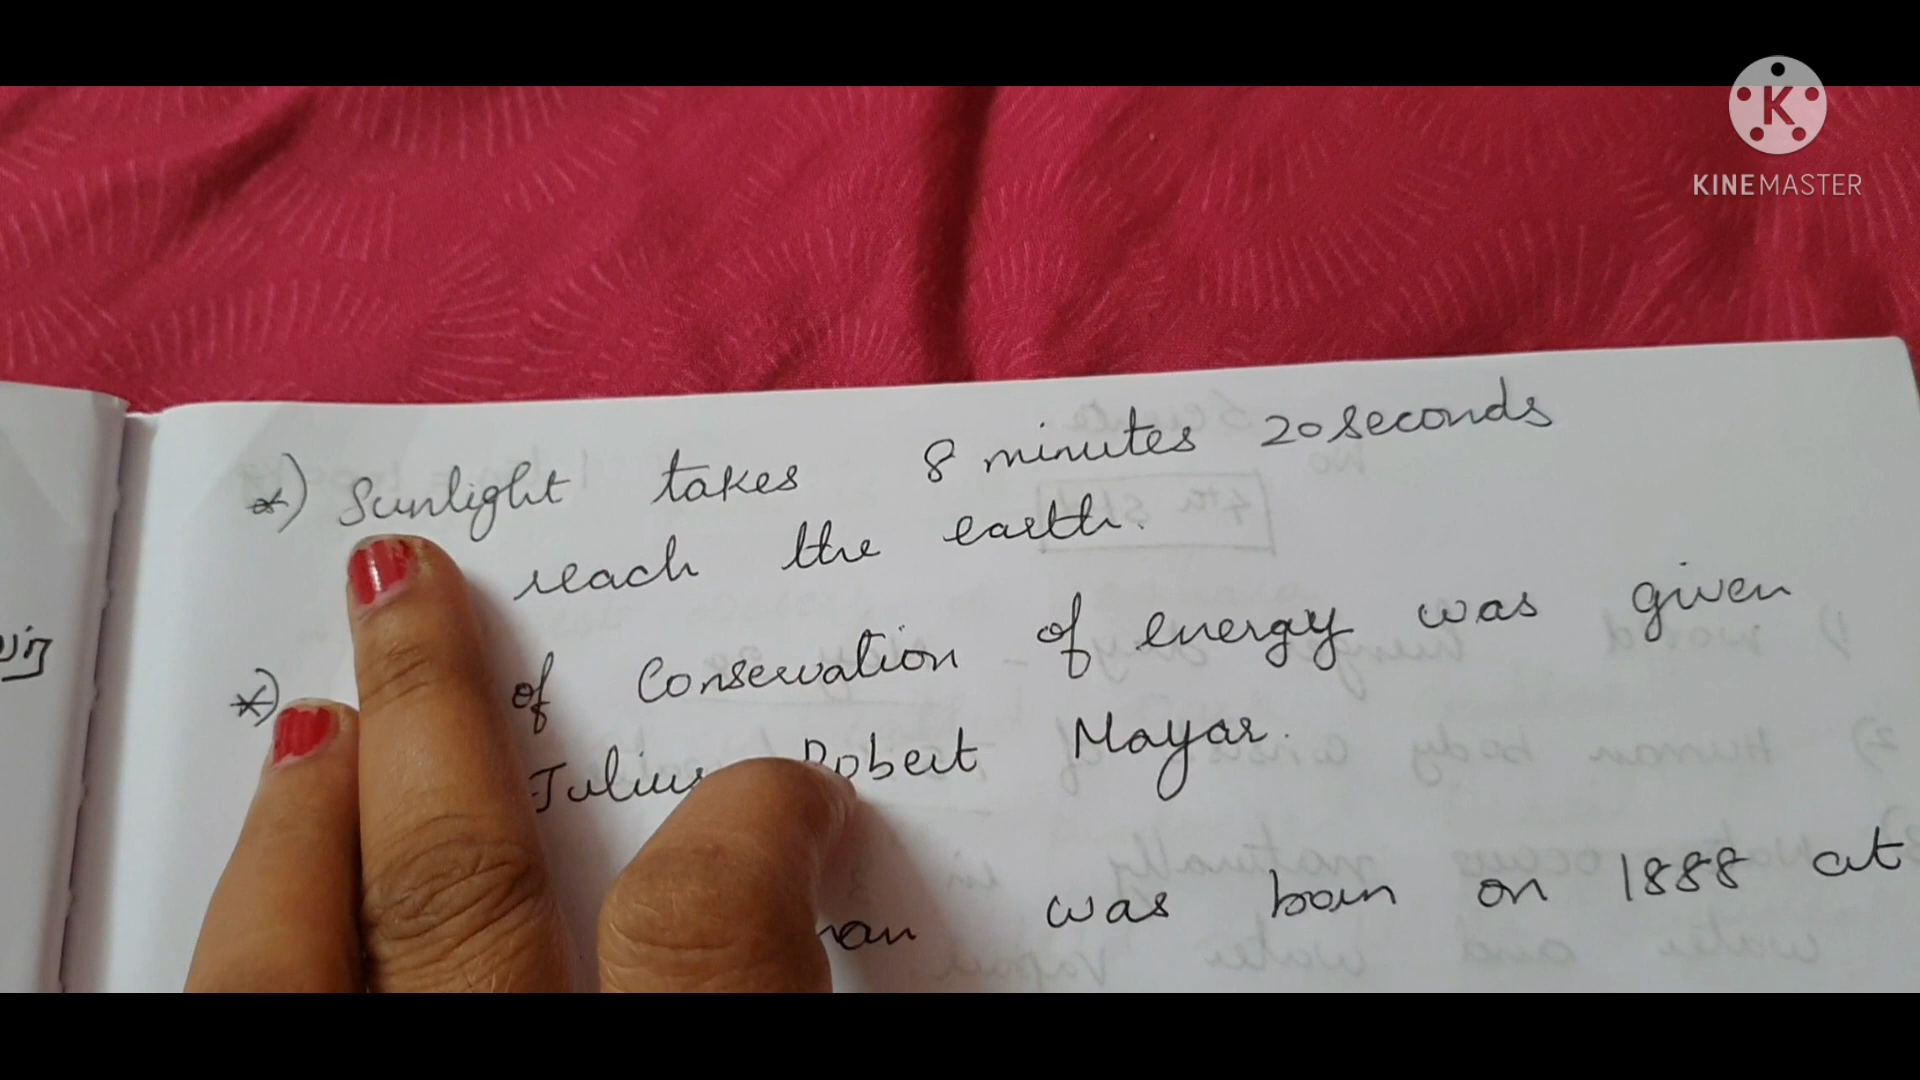 KINEMASTER
*) Sunlight takes 8 minutes 20 seconds
reach the earth.
*) of Conservation of energy was given
Julius Robert Mayar.
was born on 1888 at